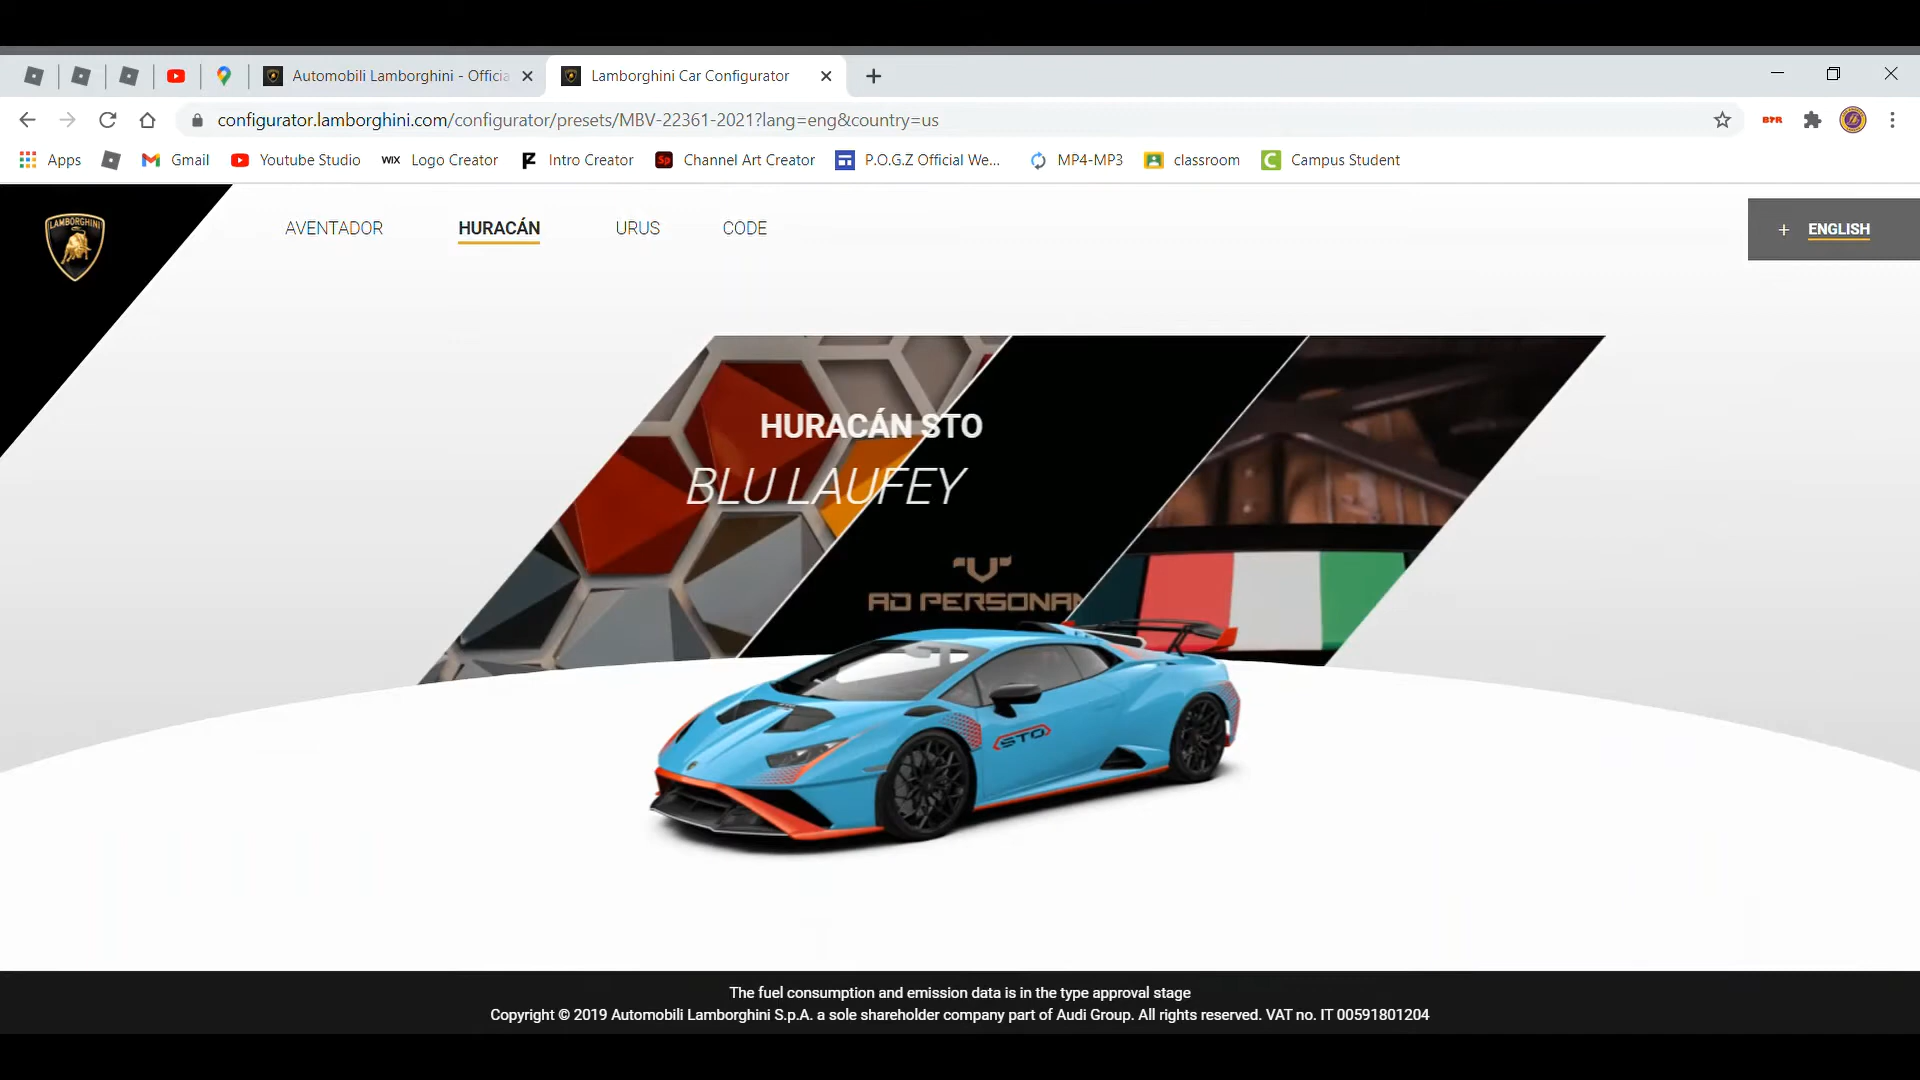 Automobili Lamborghini - Officia
Lamborghini Car Configurator
configurator.lamborghini.com/configurator/presets/MBV-22361-2021?lang=eng&country=us
Apps
Gmail
Youtube Studio
WIX Logo Creator
Intro Creator
Sp Channel Art Creator
P.O.G.Z Official We...
MP4-MP3
classroom
C Campus Student
LAMBORGHINI
AVENTADOR
HURACÁN
URUS
CODE
+ ENGLISH
HURACÁN STO
BLU LAUFEY
AD PERSONAM
STO
The fuel consumption and emission data is in the type approval stage
Copyright © 2019 Automobili Lamborghini S.p.A. a sole shareholder company part of Audi Group. All rights reserved. VAT no. IT 00591801204